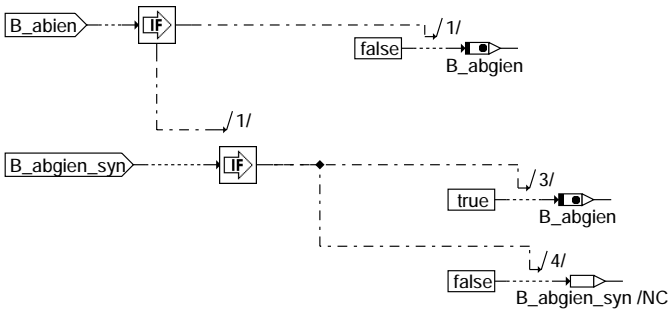 B_abien
IF
1/
false
B_abgien
1/
B_abgien_syn
IF
3/
true
B_abgien
4/
false
B_abgien_syn /NC